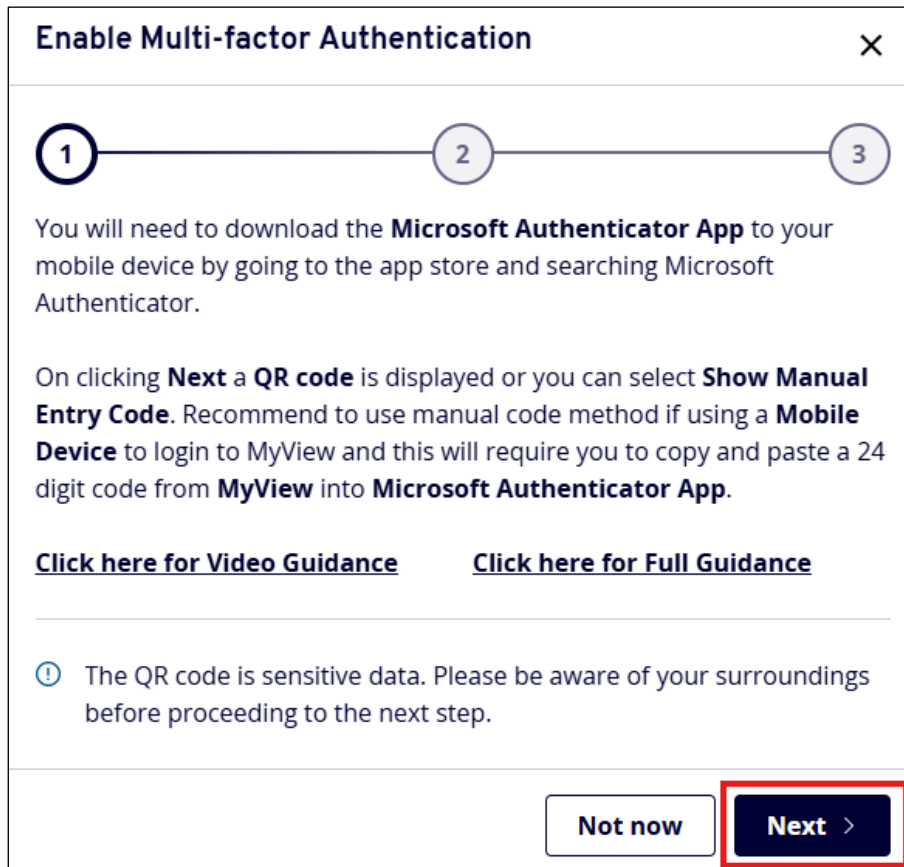 Enable Multi-factor Authentication
1 2 3
You will need to download the Microsoft Authenticator App to your
mobile device by going to the app store and searching Microsoft
Authenticator.
On clicking Next a QR code is displayed or you can select Show Manual
Entry Code. Recommend to use manual code method if using a Mobile
Device to login to MyView and this will require you to copy and paste a 24
digit code from MyView into Microsoft Authenticator App.
Click here for Video Guidance Click here for Full Guidance
The QR code is sensitive data. Please be aware of your surroundings
before proceeding to the next step.
Not now Next